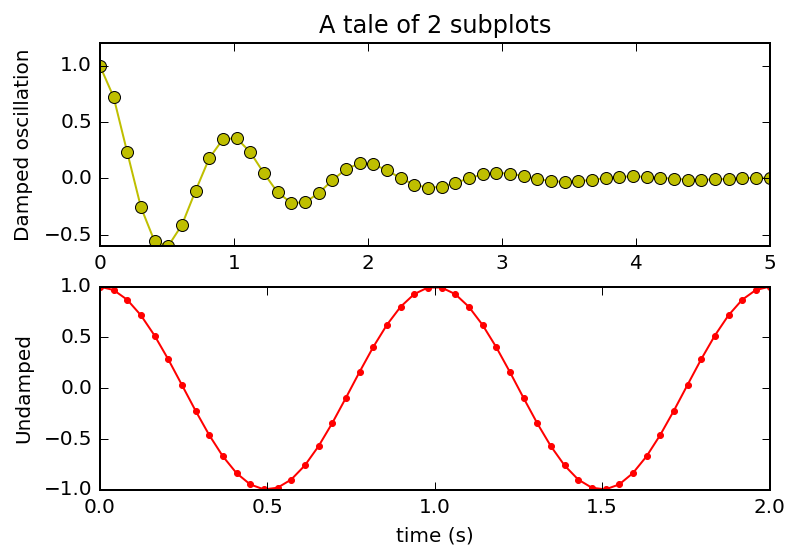 A tale of 2 subplots
Damped oscillation
1.0
0.5
0.0
−0.5
0 1 2 3 4 5
Undamped
1.0
0.5
0.0
−0.5
−1.0
0.0 0.5 1.0 1.5 2.0
time (s)